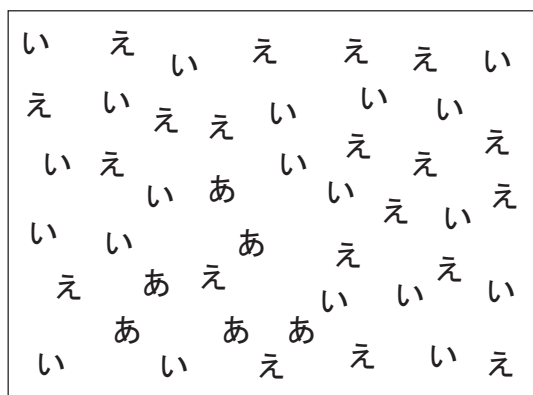 い え い え え え い
え い え え い い い
い え い あ い え い え え
い い あ え い え
え あ え い い え い
あ あ あ
い い え え い え